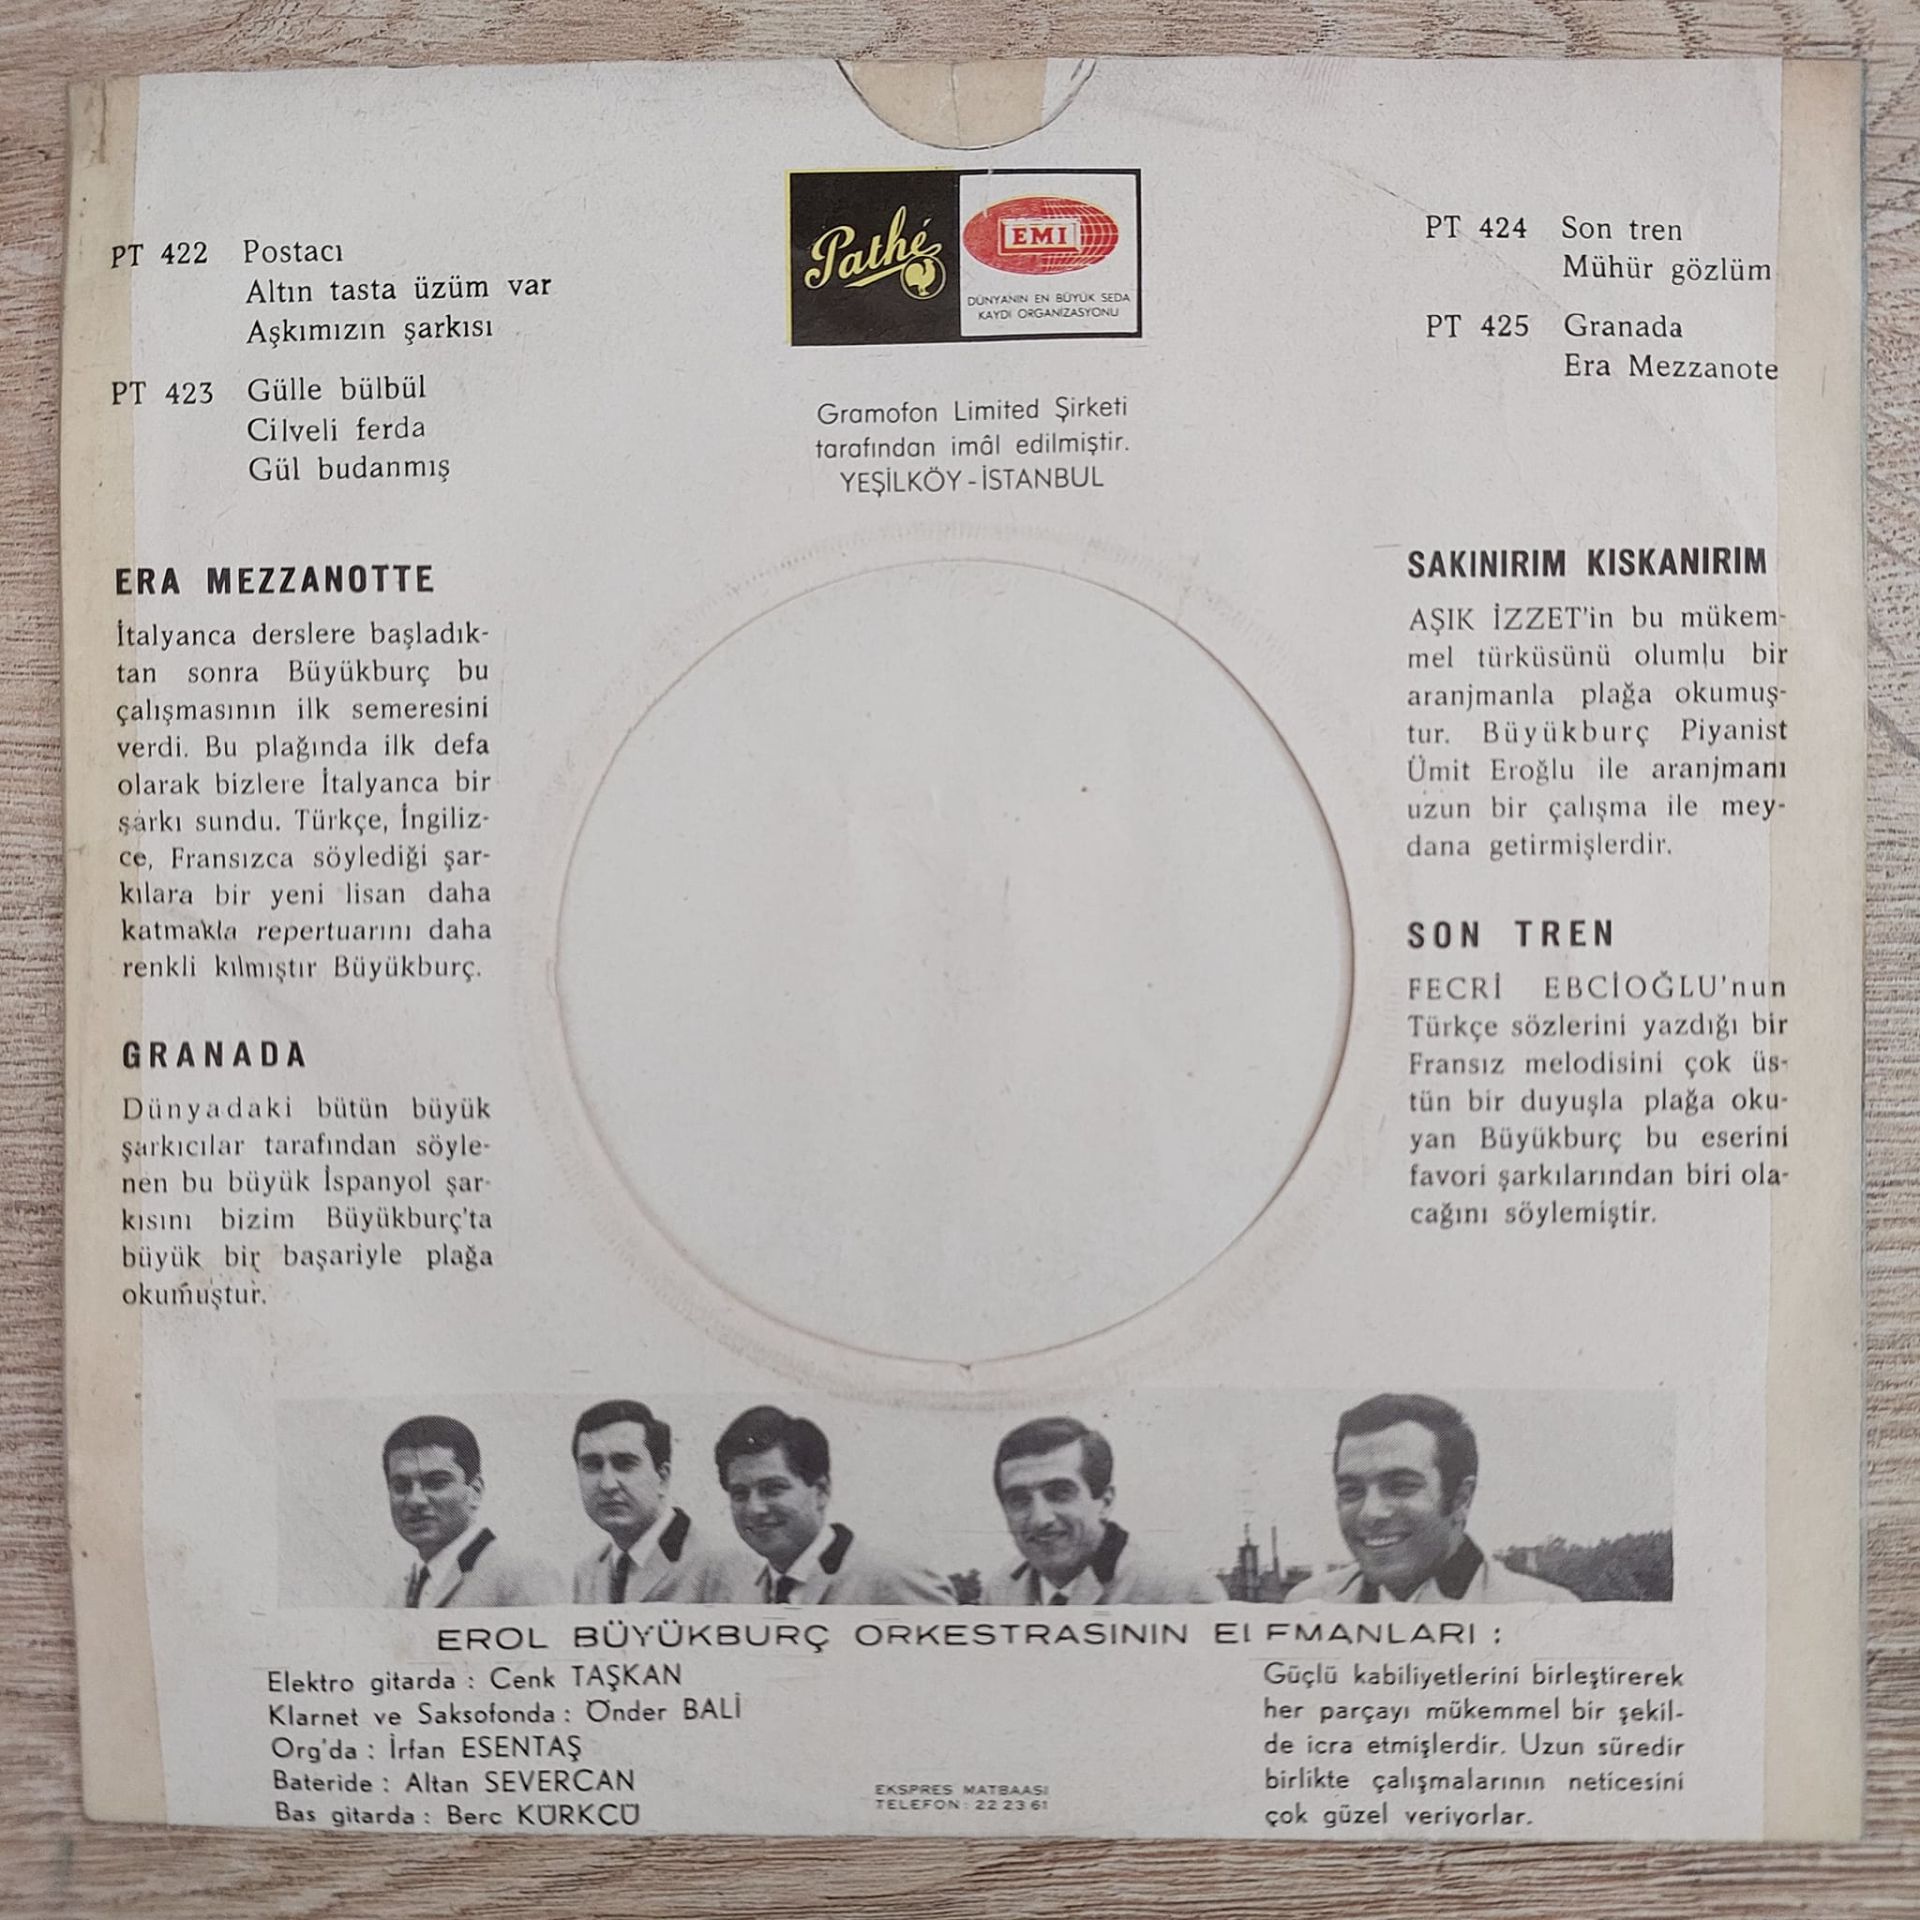 PT 422 Postacı
Altın tasta üzüm var
Aşkımızın şarkısı
PT 423 Gülle bülbül
Cilveli ferda
Gül budanmış
Pathé
EMI
DÜNYANIN EN BÜYÜK SEDA
KAYDI ORGANİZASYONU
Gramofon Limited Şirketi
tarafından imâl edilmiştir.
YEŞİLKÖY - İSTANBUL
PT 424 Son tren
Mühür gözlüm
PT 425 Granada
Era Mezzanote
ERA MEZZANOTTE
İtalyanca derslere başladık-
tan sonra Büyükburç bu
çalışmasının ilk semeresini
verdi. Bu plağında ilk defa
olarak bizlere İtalyanca bir
şarkı sundu. Türkçe, İngiliz-
ce, Fransızca söylediği şar-
kılara bir yeni lisan daha
katmakla repertuarını daha
renkli kılmıştır Büyükburç.
GRANADA
Dünyadaki bütün büyük
şarkıcılar tarafından söyle-
nen bu büyük İspanyol şar-
kısını bizim Büyükburç'ta
büyük bir başariyle plağa
okumuştur.
SAKINIRIM KISKANIRIM
AŞIK İZZET'in bu mükem-
mel türküsünü olumlu bir
aranjmanla plağa okumuş-
tur. Büyükburç Piyanist
Ümit Eroğlu ile aranjmanı
uzun bir çalışma ile mey-
dana getirmişlerdir.
SON TREN
FECRİ EBCİOĞLU'nun
Türkçe sözlerini yazdığı bir
Fransız melodisini çok üs-
tün bir duyuşla plağa oku-
yan Büyükburç bu eserini
favori şarkılarından biri ola-
cağını söylemiştir.
EROL BÜYÜKBURÇ ORKESTRASININ ELEMANLARI :
Elektro gitarda : Cenk TAŞKAN
Klarnet ve Saksofonda : Önder BALİ
Org'da : İrfan ESENTAŞ
Bateride : Altan SEVERCAN
Bas gitarda : Berc KÜRKCÜ
EKSPRES MATBAASI
TELEFON: 22 23 61
Güçlü kabiliyetlerini birleştirerek
her parçayı mükemmel bir şekil-
de icra etmişlerdir. Uzun süredir
birlikte çalışmalarının neticesini
çok güzel veriyorlar.